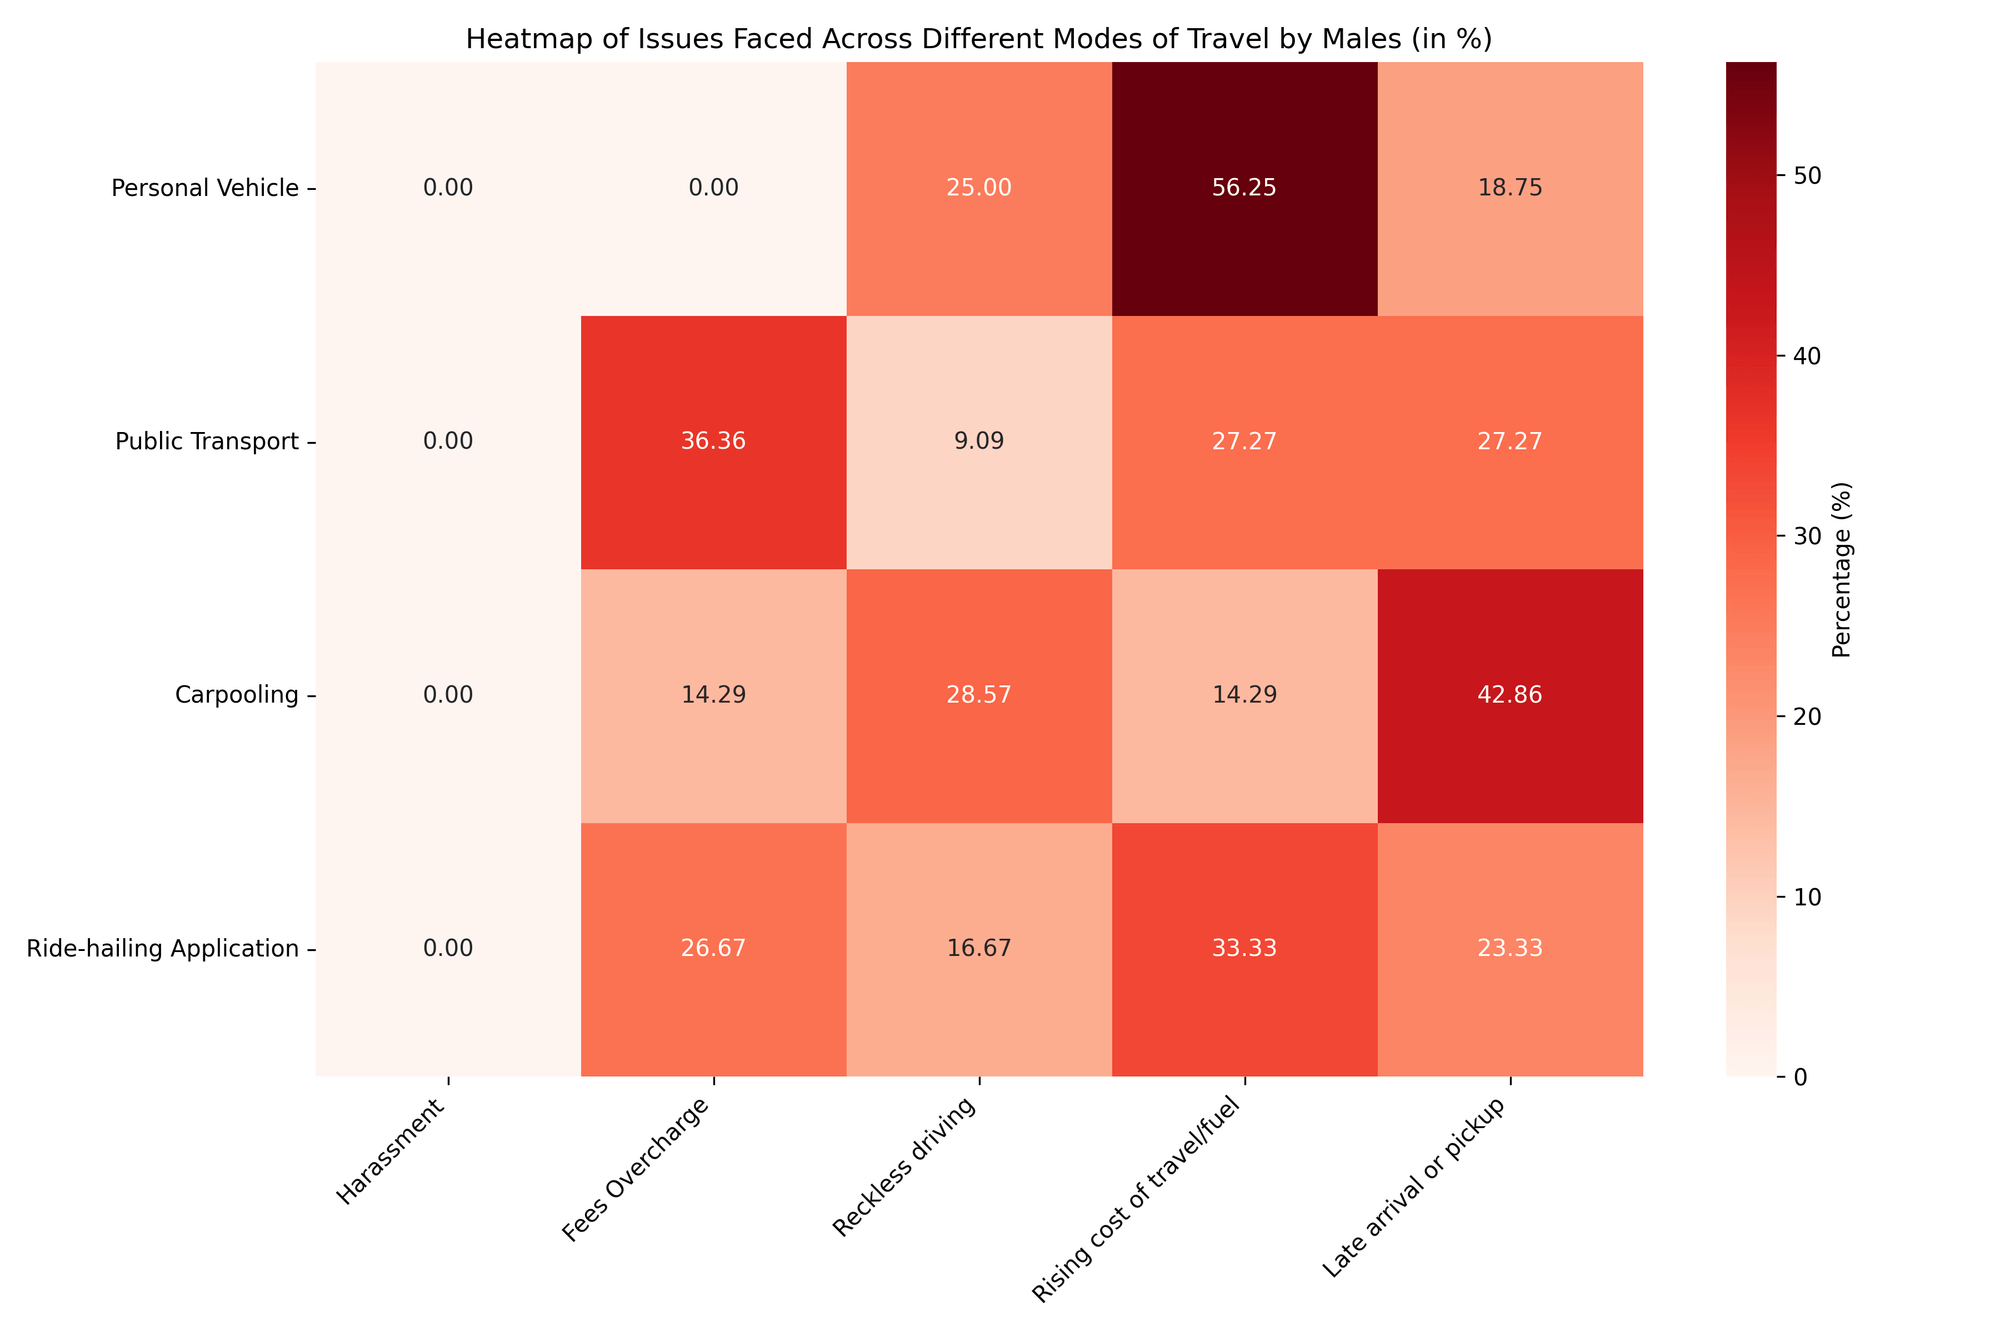 Heatmap of Issues Faced Across Different Modes of Travel by Males (in %)
Personal Vehicle 0.00 0.00 25.00 56.25 18.75
Public Transport 0.00 36.36 9.09 27.27 27.27
Carpooling 0.00 14.29 28.57 14.29 42.86
Ride-hailing Application 0.00 26.67 16.67 33.33 23.33
Harassment
Fees Overcharge
Reckless driving
Rising cost of travel/fuel
Late arrival or pickup
50
40
30
20
10
0
Percentage (%)